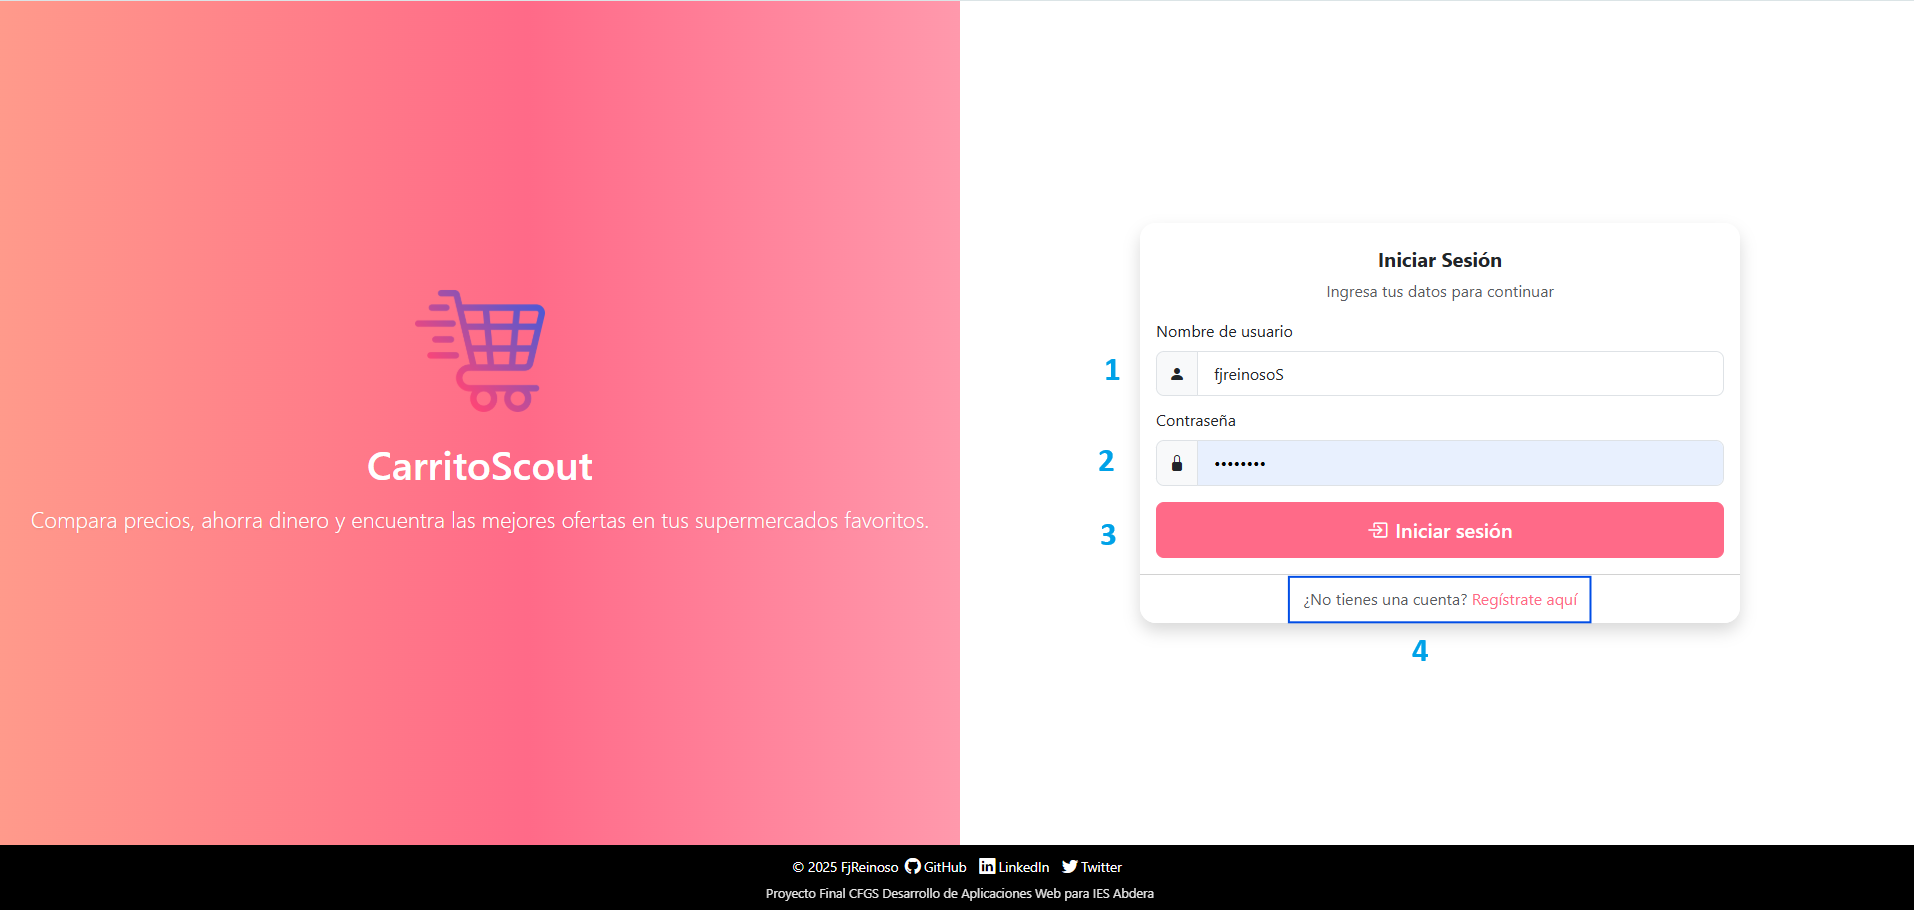 CarritoScout
Compara precios, ahorra dinero y encuentra las mejores ofertas en tus supermercados favoritos.
Iniciar Sesión
Ingresa tus datos para continuar
Nombre de usuario
1 fjreinosoS
Contraseña
2 ••••••••
3 Iniciar sesión
¿No tienes una cuenta? Regístrate aquí
4
© 2025 FjReinoso GitHub LinkedIn Twitter
Proyecto Final CFGS Desarrollo de Aplicaciones Web para IES Abdera